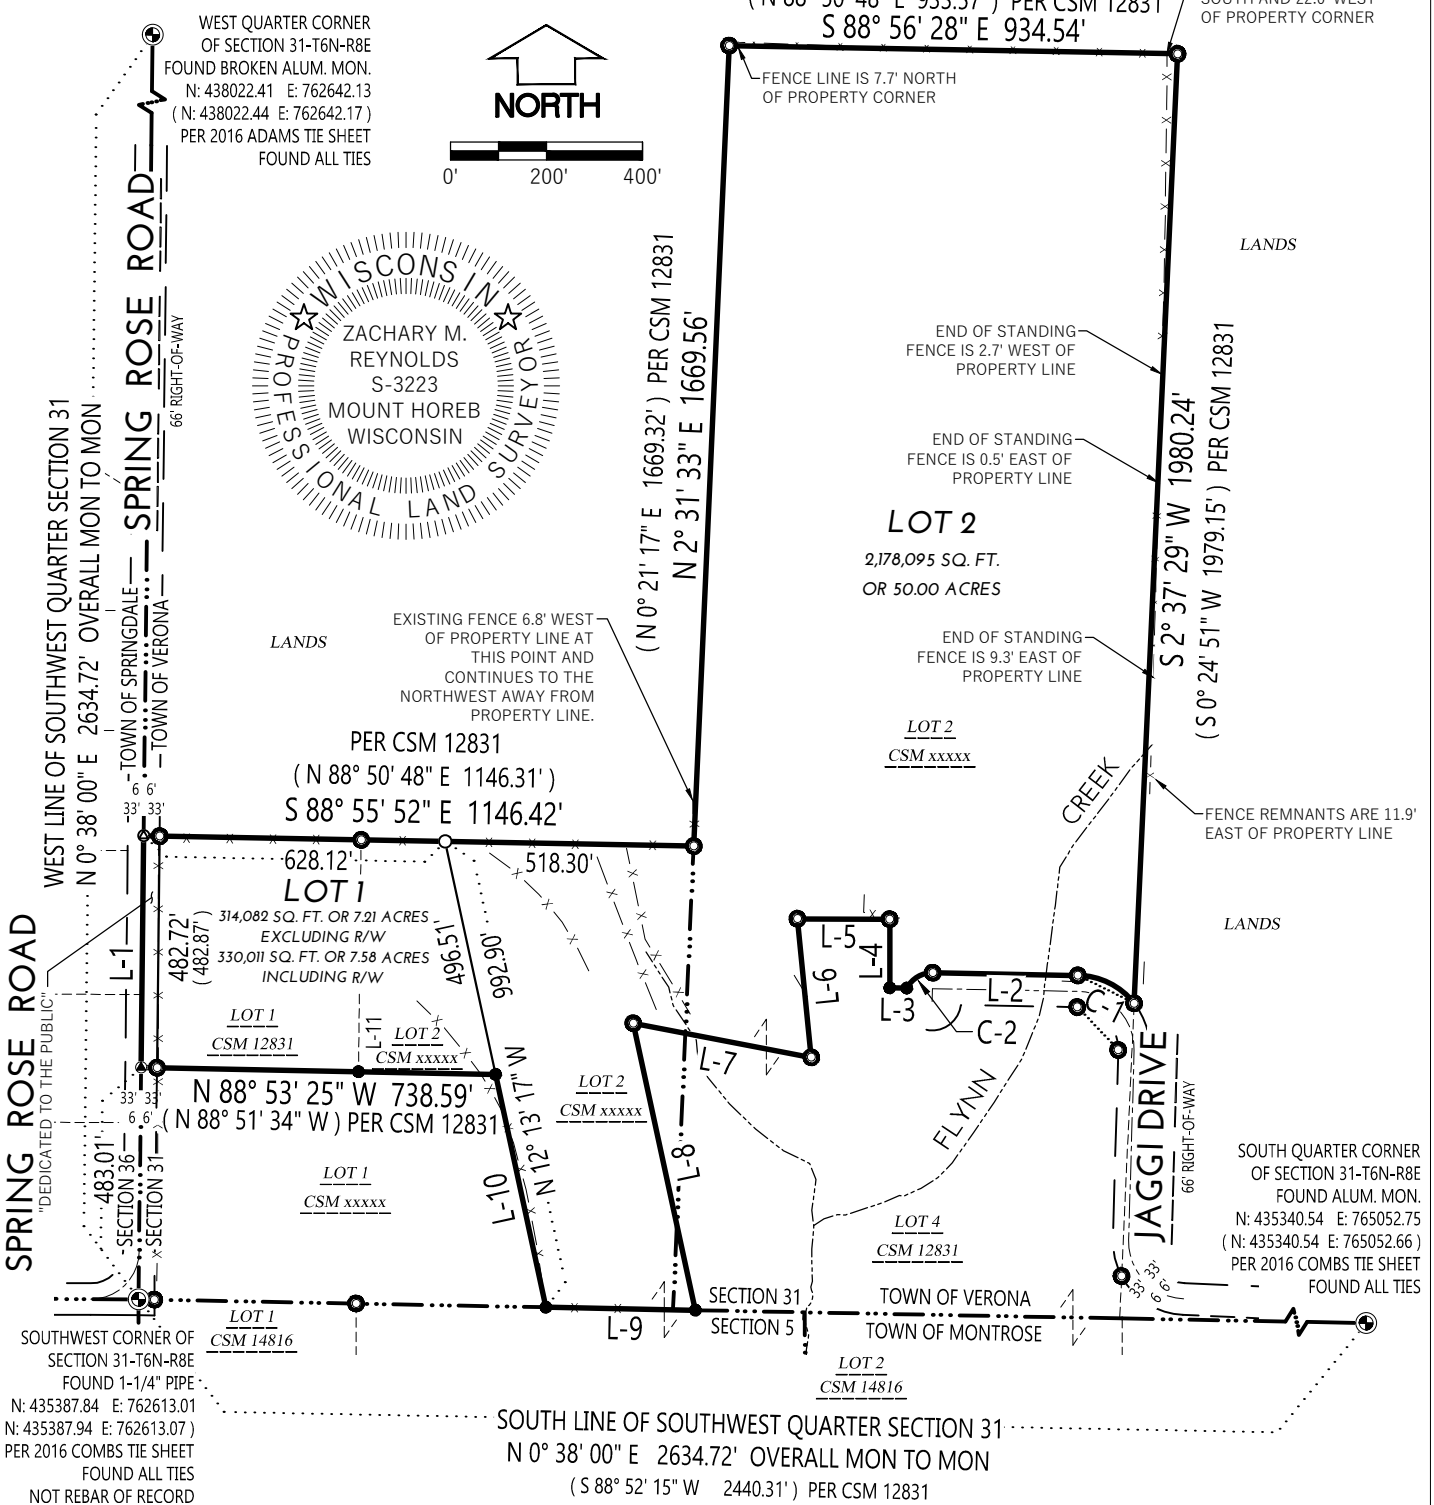 WEST QUARTER CORNER
OF SECTION 31-T6N-R8E
FOUND BROKEN ALUM. MON.
N: 438022.41 E: 762642.13
( N: 438022.44 E: 762642.17 )
PER 2016 ADAMS TIE SHEET
FOUND ALL TIES
NORTH
0' 200' 400'
PER CSM 12831
S 88° 56' 28" E 934.54'
OF PROPERTY CORNER
FENCE LINE IS 7.7' NORTH
OF PROPERTY CORNER
WISCONSIN
PROFESSIONAL LAND SURVEYOR
ZACHARY M.
REYNOLDS
S-3223
MOUNT HOREB
WISCONSIN
SPRING ROSE ROAD
66' RIGHT-OF-WAY
WEST LINE OF SOUTHWEST QUARTER SECTION 31
N 0° 38' 00" E 2634.72' OVERALL MON TO MON
TOWN OF SPRINGDALE
TOWN OF VERONA
( N 0° 21' 17" E 1669.32' ) PER CSM 12831
N 2° 31' 33" E 1669.56'
LANDS
END OF STANDING
FENCE IS 2.7' WEST OF
PROPERTY LINE
END OF STANDING
FENCE IS 0.5' EAST OF
PROPERTY LINE
LOT 2
2,178,095 SQ. FT.
OR 50.00 ACRES
END OF STANDING
FENCE IS 9.3' EAST OF
PROPERTY LINE
S 2° 37' 29" W 1980.24'
( S 0° 24' 51" W 1979.15' ) PER CSM 12831
LOT 2
CSM xxxxx
LANDS
EXISTING FENCE 6.8' WEST
OF PROPERTY LINE AT
THIS POINT AND
CONTINUES TO THE
NORTHWEST AWAY FROM
PROPERTY LINE.
PER CSM 12831
( N 88° 50' 48" E 1146.31' )
S 88° 55' 52" E 1146.42'
6 6'
33' 33'
628.12'
518.30'
LOT 1
314,082 SQ. FT. OR 7.21 ACRES
EXCLUDING R/W
330,011 SQ. FT. OR 7.58 ACRES
INCLUDING R/W
L-1
482.72'
(482.87')
496.51'
992.90'
LOT 1
CSM 12831
L-11
LOT 2
CSM xxxxx
N 88° 53' 25" W 738.59'
( N 88° 51' 34" W ) PER CSM 12831
N 12° 13' 17" W
SPRING ROSE ROAD
"DEDICATED TO THE PUBLIC"
33' 33'
6 6'
483.01'
SECTION 36
SECTION 31
LOT 1
CSM xxxxx
L-10
LOT 2
CSM xxxxx
L-8
L-7
L-6
L-5
L-4
L-3
L-2
C-2
C-1
CREEK
FLYNN
FENCE REMNANTS ARE 11.9'
EAST OF PROPERTY LINE
LANDS
JAGGI DRIVE
66' RIGHT-OF-WAY
33' 33'
6 6'
SOUTH QUARTER CORNER
OF SECTION 31-T6N-R8E
FOUND ALUM. MON.
N: 435340.54 E: 765052.75
( N: 435340.54 E: 765052.66 )
PER 2016 COMBS TIE SHEET
FOUND ALL TIES
LOT 4
CSM 12831
SECTION 31 TOWN OF VERONA
SECTION 5 TOWN OF MONTROSE
L-9
LOT 1
CSM 14816
LOT 2
CSM 14816
SOUTHWEST CORNER OF
SECTION 31-T6N-R8E
FOUND 1-1/4" PIPE
N: 435387.84 E: 762613.01
N: 435387.94 E: 762613.07 )
PER 2016 COMBS TIE SHEET
FOUND ALL TIES
NOT REBAR OF RECORD
SOUTH LINE OF SOUTHWEST QUARTER SECTION 31
N 0° 38' 00" E 2634.72' OVERALL MON TO MON
( S 88° 52' 15" W 2440.31' ) PER CSM 12831